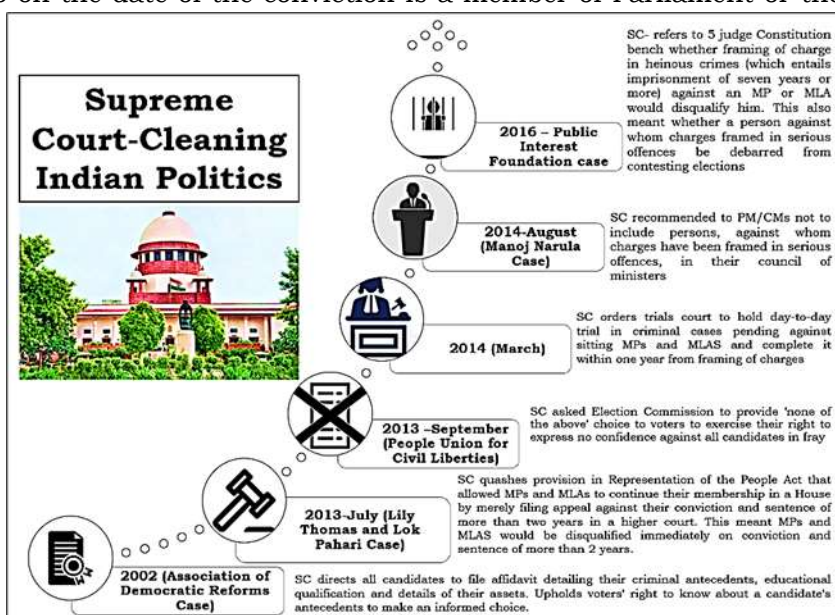 on the date of the conviction is a member of Parliament or the
Supreme
Court-Cleaning
Indian Politics
SC- refers to 5 judge Constitution
bench whether framing of charge
in heinous crimes (which entails
imprisonment of seven years or
more) against an MP or MLA
would disqualify him. This also
meant whether a person against
whom charges framed in serious
offences be debarred from
contesting elections
2016 – Public
Interest
Foundation case
SC recommended to PM/CMs not to
include persons, against whom
charges have been framed in serious
offences, in their council of
ministers
2014-August
(Manoj Narula
Case)
SC orders trials court to hold day-to-day
trial in criminal cases pending against
sitting MPs and MLAS and complete it
within one year from framing of charges
2014 (March)
SC asked Election Commission to provide 'none of
the above' choice to voters to exercise their right to
express no confidence against all candidates in fray
2013 –September
(People Union for
Civil Liberties)
SC quashes provision in Representation of the People Act that
allowed MPs and MLAs to continue their membership in a House
by merely filing appeal against their conviction and sentence of
more than two years in a higher court. This meant MPs and
MLAS would be disqualified immediately on conviction and
sentence of more than 2 years.
2013-July (Lily
Thomas and Lok
Pahari Case)
2002 (Association of
Democratic Reforms
Case)
SC directs all candidates to file affidavit detailing their criminal antecedents, educational
qualification and details of their assets. Upholds voters' right to know about a candidate's
antecedents to make an informed choice.